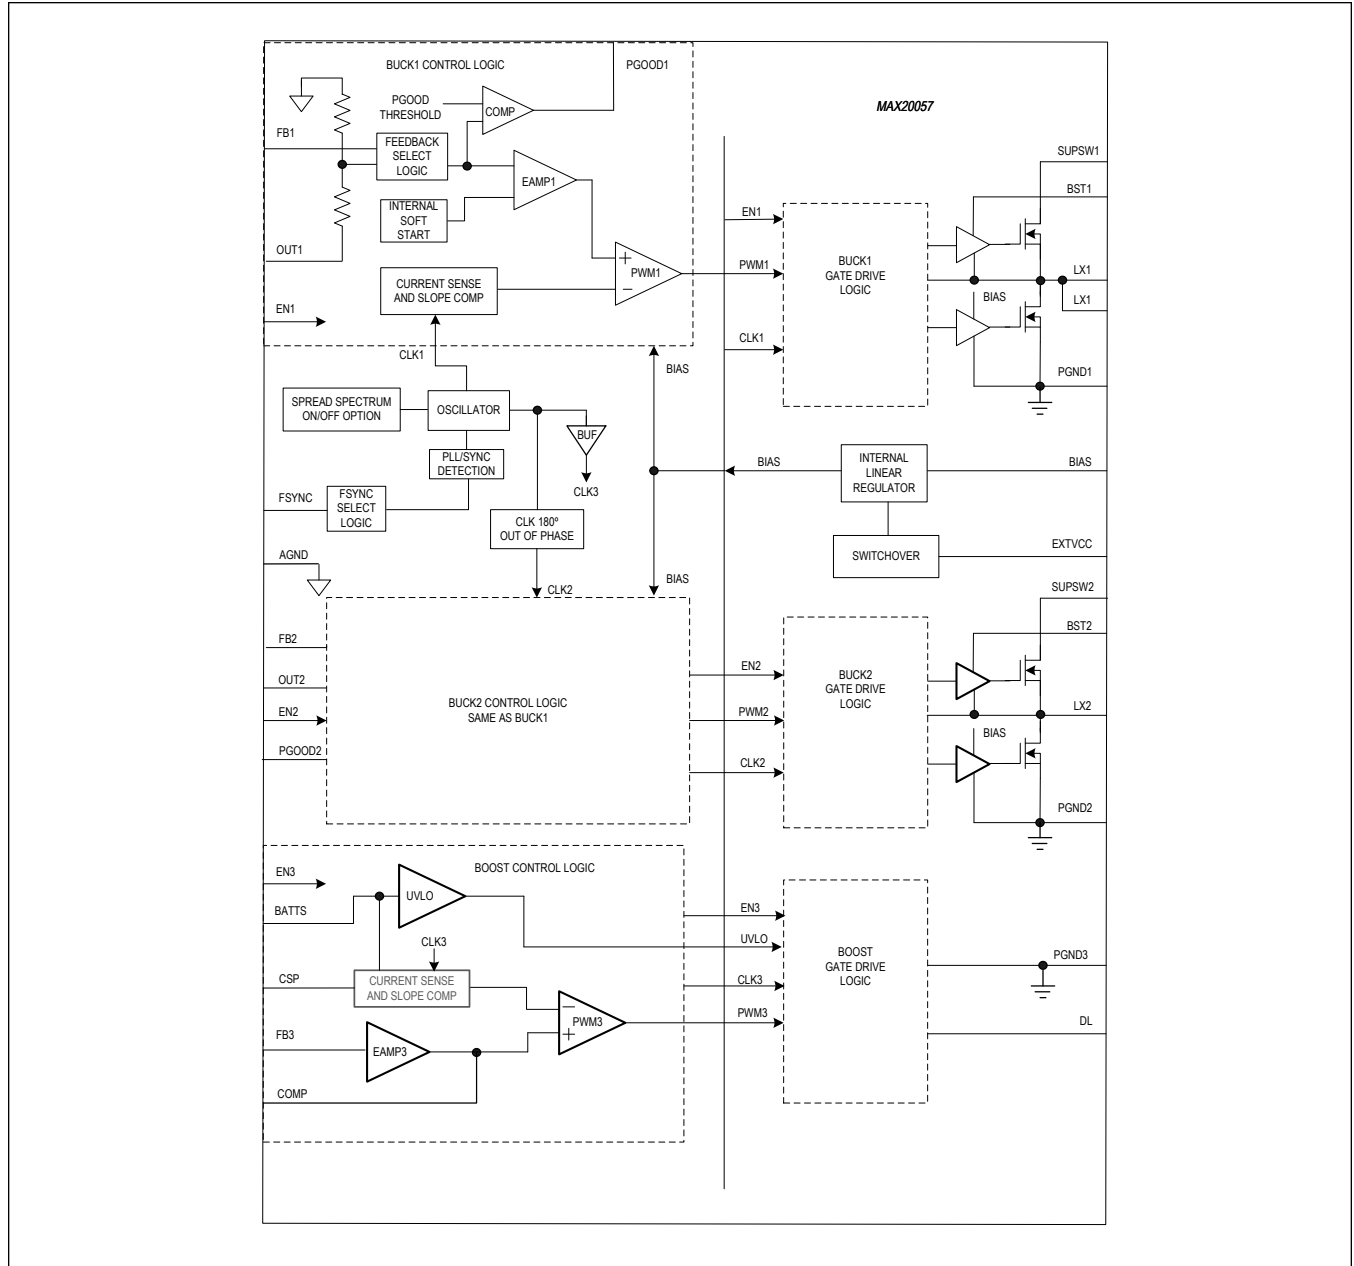 BUCK1 CONTROL LOGIC
PGOOD1
MAX20057
PGOOD
THRESHOLD
COMP
FB1
FEEDBACK
SELECT
LOGIC
EAMP1
INTERNAL
SOFT
START
OUT1
CURRENT SENSE
AND SLOPE COMP
+
−
PWM1
EN1
CLK1
BIAS
SPREAD SPECTRUM
ON/OFF OPTION
OSCILLATOR
BUF
PLL/SYNC
DETECTION
CLK3
FSYNC
FSYNC
SELECT
LOGIC
CLK 180º
OUT OF PHASE
AGND
CLK2
BIAS
SUPSW1
BST1
EN1
PWM1
BUCK1
GATE DRIVE
LOGIC
LX1
BIAS
LX1
CLK1
PGND1
BIAS
INTERNAL
LINEAR
REGULATOR
BIAS
SWITCHOVER
EXTVCC
FB2
OUT2
EN2
PGOOD2
BUCK2 CONTROL LOGIC
SAME AS BUCK1
SUPSW2
BST2
EN2
PWM2
CLK2
BUCK2
GATE DRIVE
LOGIC
LX2
BIAS
PGND2
BOOST CONTROL LOGIC
EN3
BATTS
UVLO
CLK3
CSP
CURRENT SENSE
AND SLOPE COMP
−
+
PWM3
FB3
EAMP3
COMP
EN3
UVLO
CLK3
PWM3
BOOST
GATE DRIVE
LOGIC
PGND3
DL